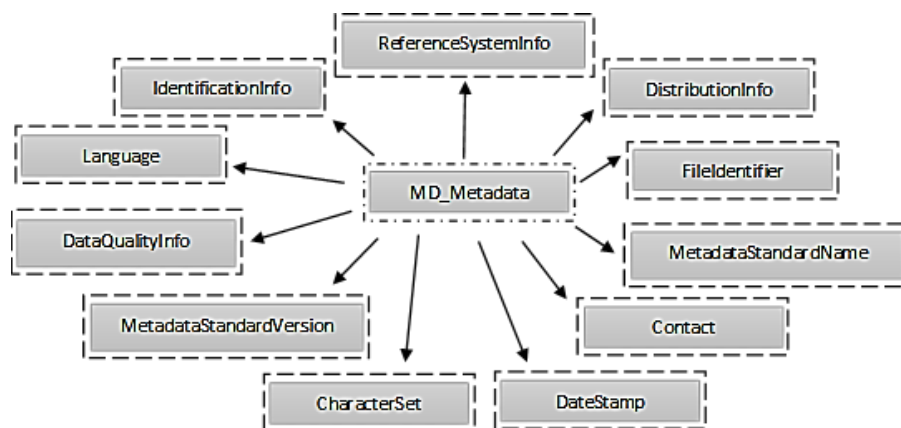 ReferenceSystemInfo
IdentificationInfo
DistributionInfo
Language
FileIdentifier
MD_Metadata
DataQualityInfo
MetadataStandardName
MetadataStandardVersion
Contact
CharacterSet
DateStamp